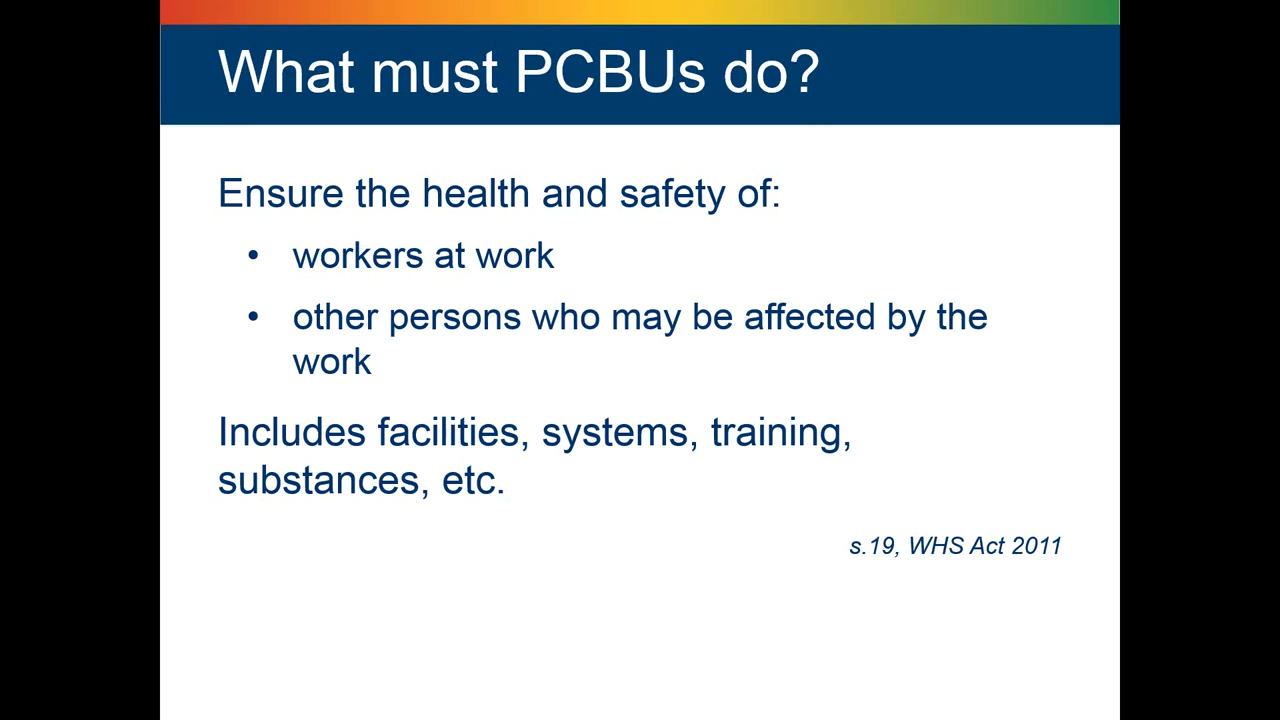 What must PCBUs do?
Ensure the health and safety of:
• workers at work
• other persons who may be affected by the
work
Includes facilities, systems, training,
substances, etc.
s.19, WHS Act 2011